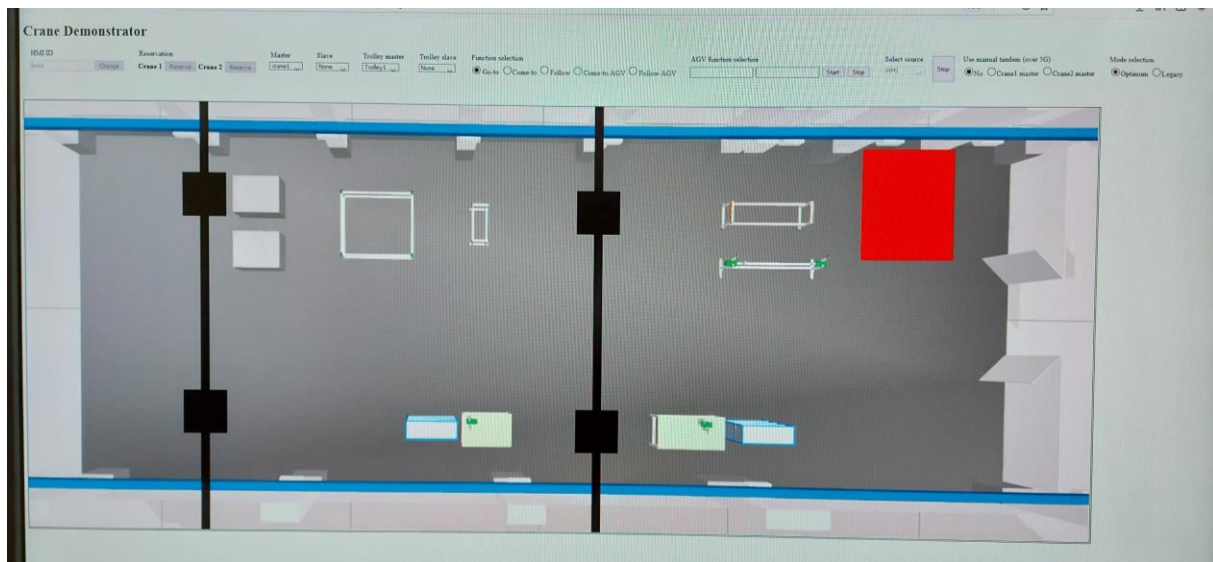 Crane Demonstrator
HMI ID
Change
Reservation
Crane 1 Reserve Crane 2 Reserve
Master
crane1
Slave
None
Trolley master
Trolley1
Trolley slave
None
Function selection
Go-to Come-to Follow Come-to-AGV Follow-AGV
AGV function selection
Start Stop
Select source
Stop
Use manual tandem (over 5G)
No Crane1 master Crane2 master
Mode selection
Optimum Legacy